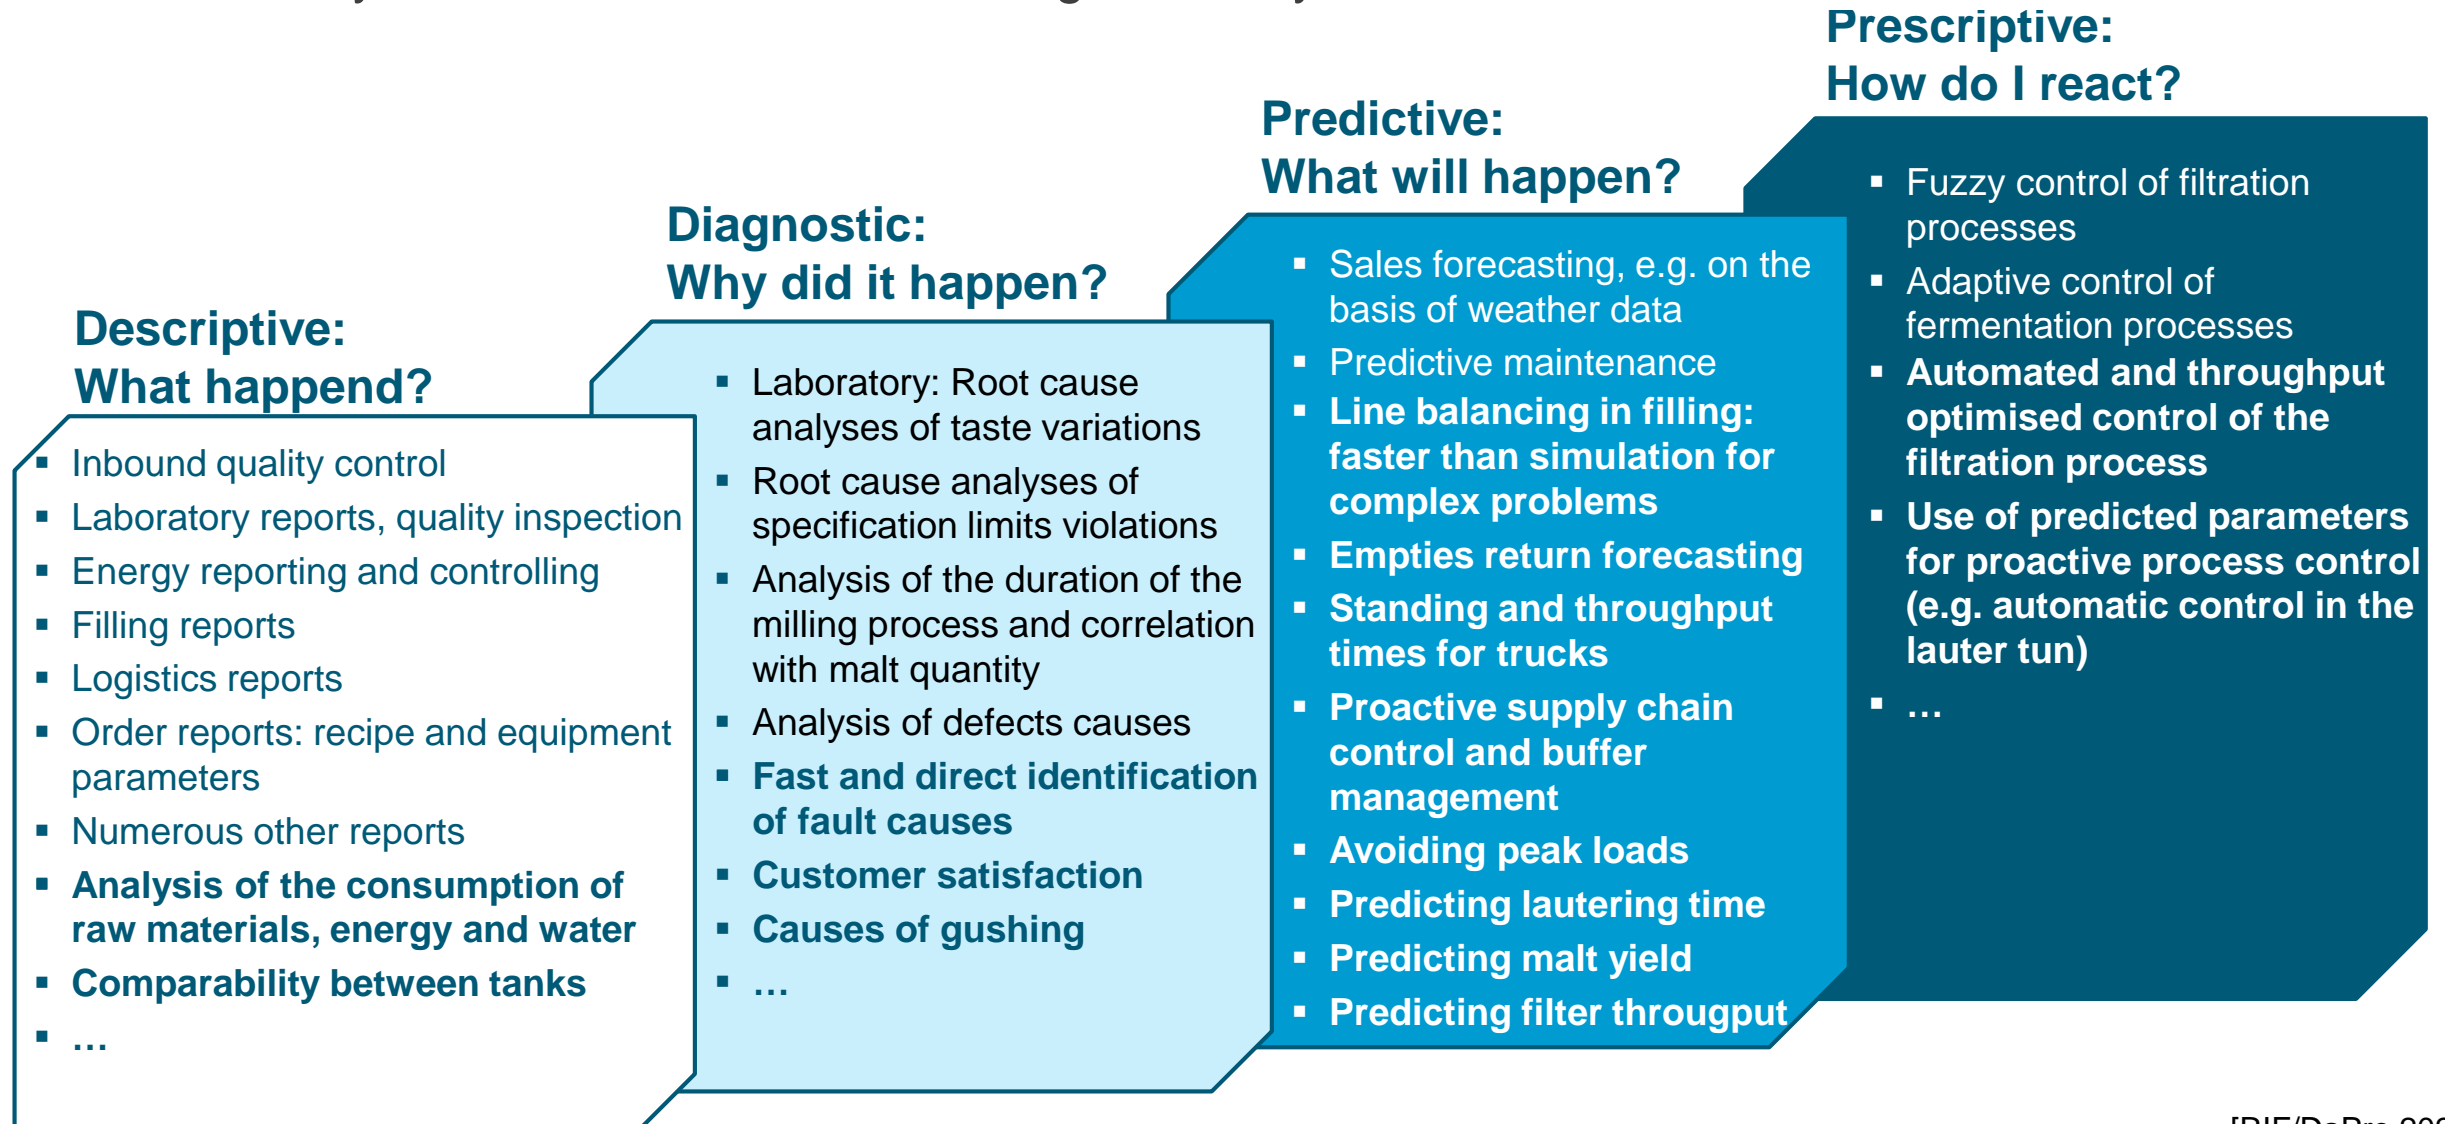 Descriptive:
What happend?
▪ Inbound quality control
▪ Laboratory reports, quality inspection
▪ Energy reporting and controlling
▪ Filling reports
▪ Logistics reports
▪ Order reports: recipe and equipment
parameters
▪ Numerous other reports
▪ Analysis of the consumption of
raw materials, energy and water
▪ Comparability between tanks
▪ …
Diagnostic:
Why did it happen?
▪ Laboratory: Root cause
analyses of taste variations
▪ Root cause analyses of
specification limits violations
▪ Analysis of the duration of the
milling process and correlation
with malt quantity
▪ Analysis of defects causes
▪ Fast and direct identification
of fault causes
▪ Customer satisfaction
▪ Causes of gushing
▪ …
Predictive:
What will happen?
▪ Sales forecasting, e.g. on the
basis of weather data
▪ Predictive maintenance
▪ Line balancing in filling:
faster than simulation for
complex problems
▪ Empties return forecasting
▪ Standing and throughput
times for trucks
▪ Proactive supply chain
control and buffer
management
▪ Avoiding peak loads
▪ Predicting lautering time
▪ Predicting malt yield
▪ Predicting filter througput
Prescriptive:
How do I react?
▪ Fuzzy control of filtration
processes
▪ Adaptive control of
fermentation processes
▪ Automated and throughput
optimised control of the
filtration process
▪ Use of predicted parameters
for proactive process control
(e.g. automatic control in the
lauter tun)
▪ …